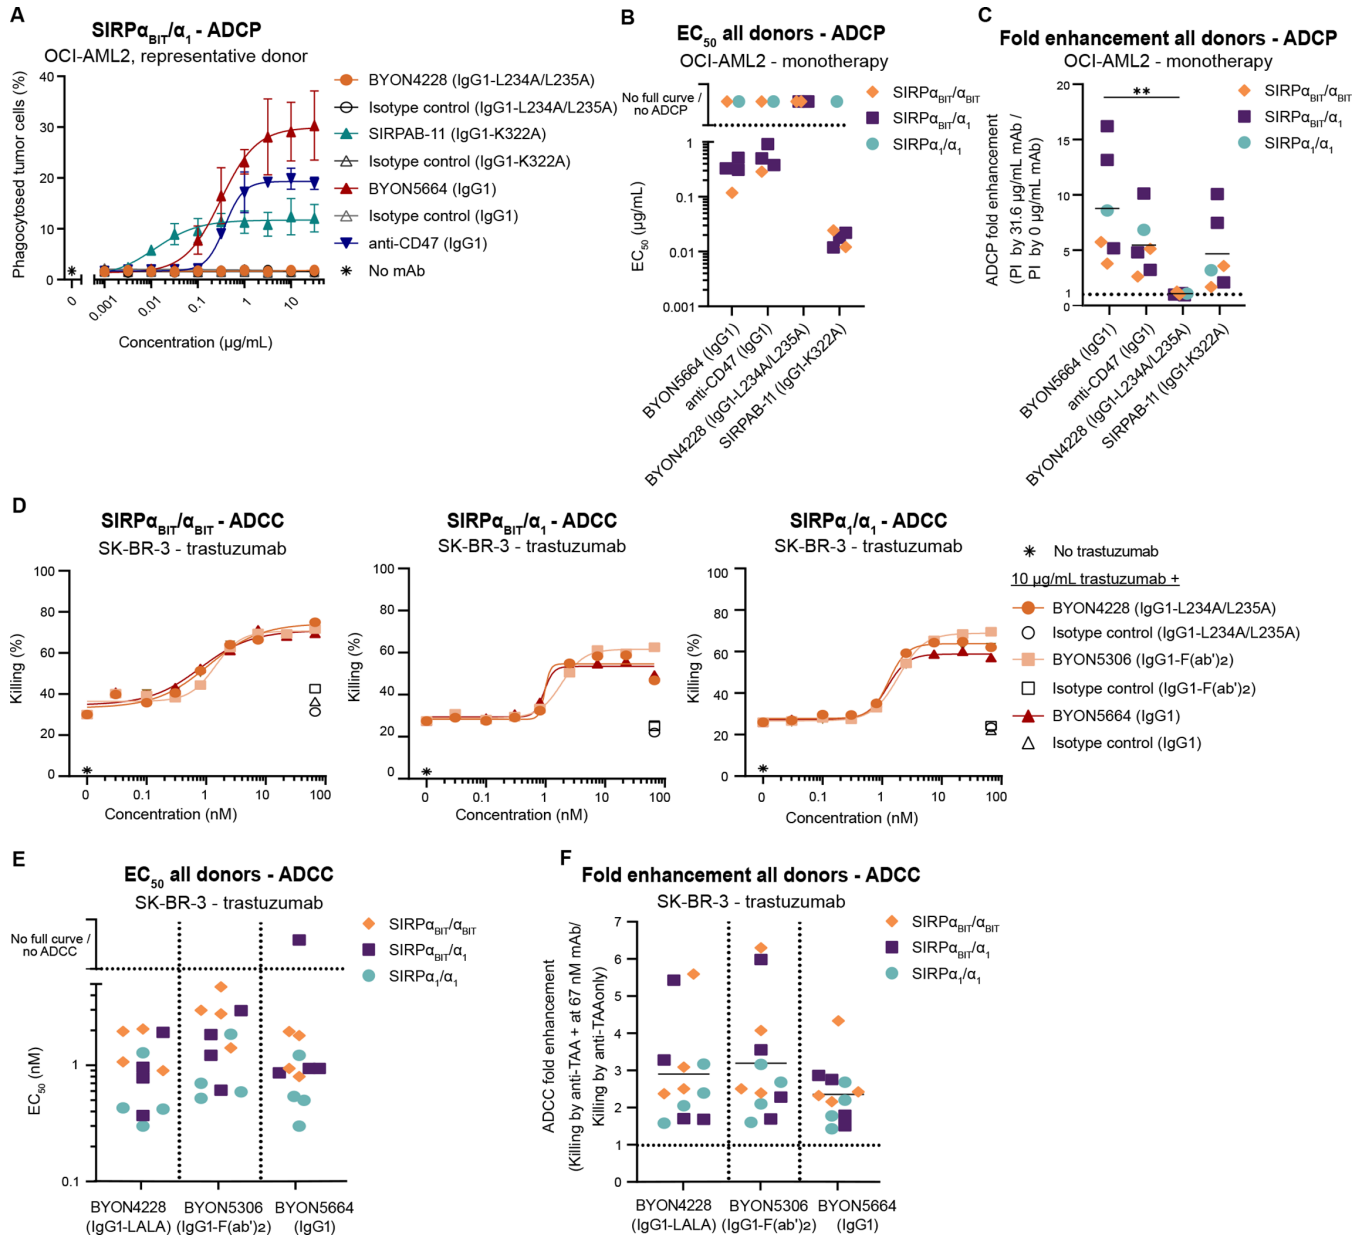 A
SIRPαBIT/α1 - ADCP
OCI-AML2, representative donor
Phagocytosed tumor cells (%)
40
30
20
10
0
0
0.001
0.01
0.1
1
10
Concentration (µg/mL)
BYON4228 (IgG1-L234A/L235A)
Isotype control (IgG1-L234A/L235A)
SIRPAB-11 (IgG1-K322A)
Isotype control (IgG1-K322A)
BYON5664 (IgG1)
Isotype control (IgG1)
anti-CD47 (IgG1)
No mAb
B
EC50 all donors - ADCP
OCI-AML2 - monotherapy
No full curve /
no ADCP
EC50 (µg/mL)
1
0.1
0.01
0.001
BYON5664 (IgG1)
anti-CD47 (IgG1)
BYON4228 (IgG1-L234A/L235A)
SIRPAB-11 (IgG1-K322A)
SIRPαBIT/αBIT
SIRPαBIT/α1
SIRPα1/α1
C
Fold enhancement all donors - ADCP
OCI-AML2 - monotherapy
ADCP fold enhancement
(PI by 31.6 µg/mL mAb /
PI by 0 µg/mL mAb)
20
15
10
5
1
0
**
BYON5664 (IgG1)
anti-CD47 (IgG1)
BYON4228 (IgG1-L234A/L235A)
SIRPAB-11 (IgG1-K322A)
SIRPαBIT/αBIT
SIRPαBIT/α1
SIRPα1/α1
D
SIRPαBIT/αBIT - ADCC
SK-BR-3 - trastuzumab
Killing (%)
100
80
60
40
20
0
0
0.1
1
10
100
Concentration (nM)
SIRPαBIT/α1 - ADCC
SK-BR-3 - trastuzumab
Killing (%)
100
80
60
40
20
0
0
0.1
1
10
100
Concentration (nM)
SIRPα1/α1 - ADCC
SK-BR-3 - trastuzumab
Killing (%)
100
80
60
40
20
0
0
0.1
1
10
100
Concentration (nM)
No trastuzumab
10 µg/mL trastuzumab +
BYON4228 (IgG1-L234A/L235A)
Isotype control (IgG1-L234A/L235A)
BYON5306 (IgG1-F(ab')2)
Isotype control (IgG1-F(ab')2)
BYON5664 (IgG1)
Isotype control (IgG1)
E
EC50 all donors - ADCC
SK-BR-3 - trastuzumab
No full curve /
no ADCC
EC50 (nM)
1
0.1
BYON4228
(IgG1-LALA)
BYON5306
(IgG1-F(ab')2)
BYON5664
(IgG1)
SIRPαBIT/αBIT
SIRPαBIT/α1
SIRPα1/α1
F
Fold enhancement all donors - ADCC
SK-BR-3 - trastuzumab
ADCC fold enhancement
(Killing by anti-TAA + at 67 nM mAb/
Killing by anti-TAAonly)
7
6
5
4
3
2
1
0
BYON4228
(IgG1-LALA)
BYON5306
(IgG1-F(ab')2)
BYON5664
(IgG1)
SIRPαBIT/αBIT
SIRPαBIT/α1
SIRPα1/α1